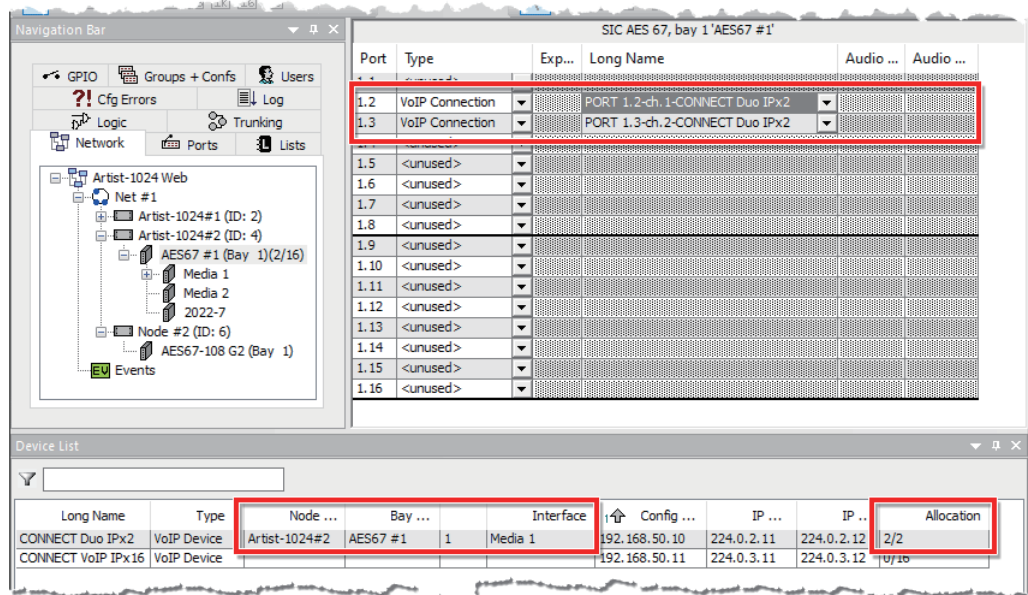 Navigation Bar
GPIO Groups + Confs Users
?! Cfg Errors Log
Logic Trunking
Network Ports Lists
Artist-1024 Web
Net #1
Artist-1024#1 (ID: 2)
Artist-1024#2 (ID: 4)
AES67 #1 (Bay 1)(2/16)
Media 1
Media 2
2022-7
Node #2 (ID: 6)
AES67-108 G2 (Bay 1)
EV Events
SIC AES 67, bay 1 'AES67 #1'
Port Type Exp... Long Name Audio ... Audio ...
1.2 VoIP Connection PORT 1.2-ch.1-CONNECT Duo IPx2
1.3 VoIP Connection PORT 1.3-ch.2-CONNECT Duo IPx2
1.5 <unused>
1.6 <unused>
1.7 <unused>
1.8 <unused>
1.9 <unused>
1.10 <unused>
1.11 <unused>
1.12 <unused>
1.13 <unused>
1.14 <unused>
1.15 <unused>
1.16 <unused>
Device List
Long Name Type Node ... Bay ... Interface 1 Config ... IP ... IP .. Allocation
CONNECT Duo IPx2 VoIP Device Artist-1024#2 AES67 #1 1 Media 1 192.168.50.10 224.0.2.11 224.0.2.12 2/2
CONNECT VoIP IPx16 VoIP Device 192.168.50.11 224.0.3.11 224.0.3.12 0/16